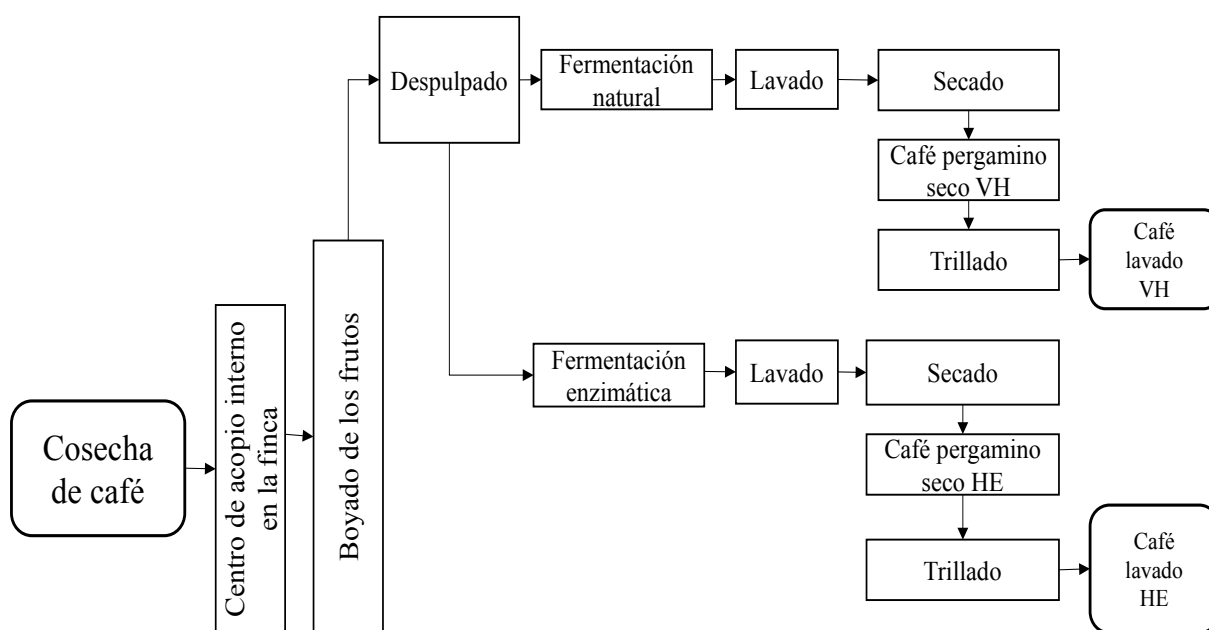 Cosecha
de café
Centro de acopio interno
en la finca
Boyado de los frutos
Despulpado
Fermentación
natural
Lavado
Secado
Café pergamino
seco VH
Trillado
Café
lavado
VH
Fermentación
enzimática
Lavado
Secado
Café pergamino
seco HE
Trillado
Café
lavado
HE